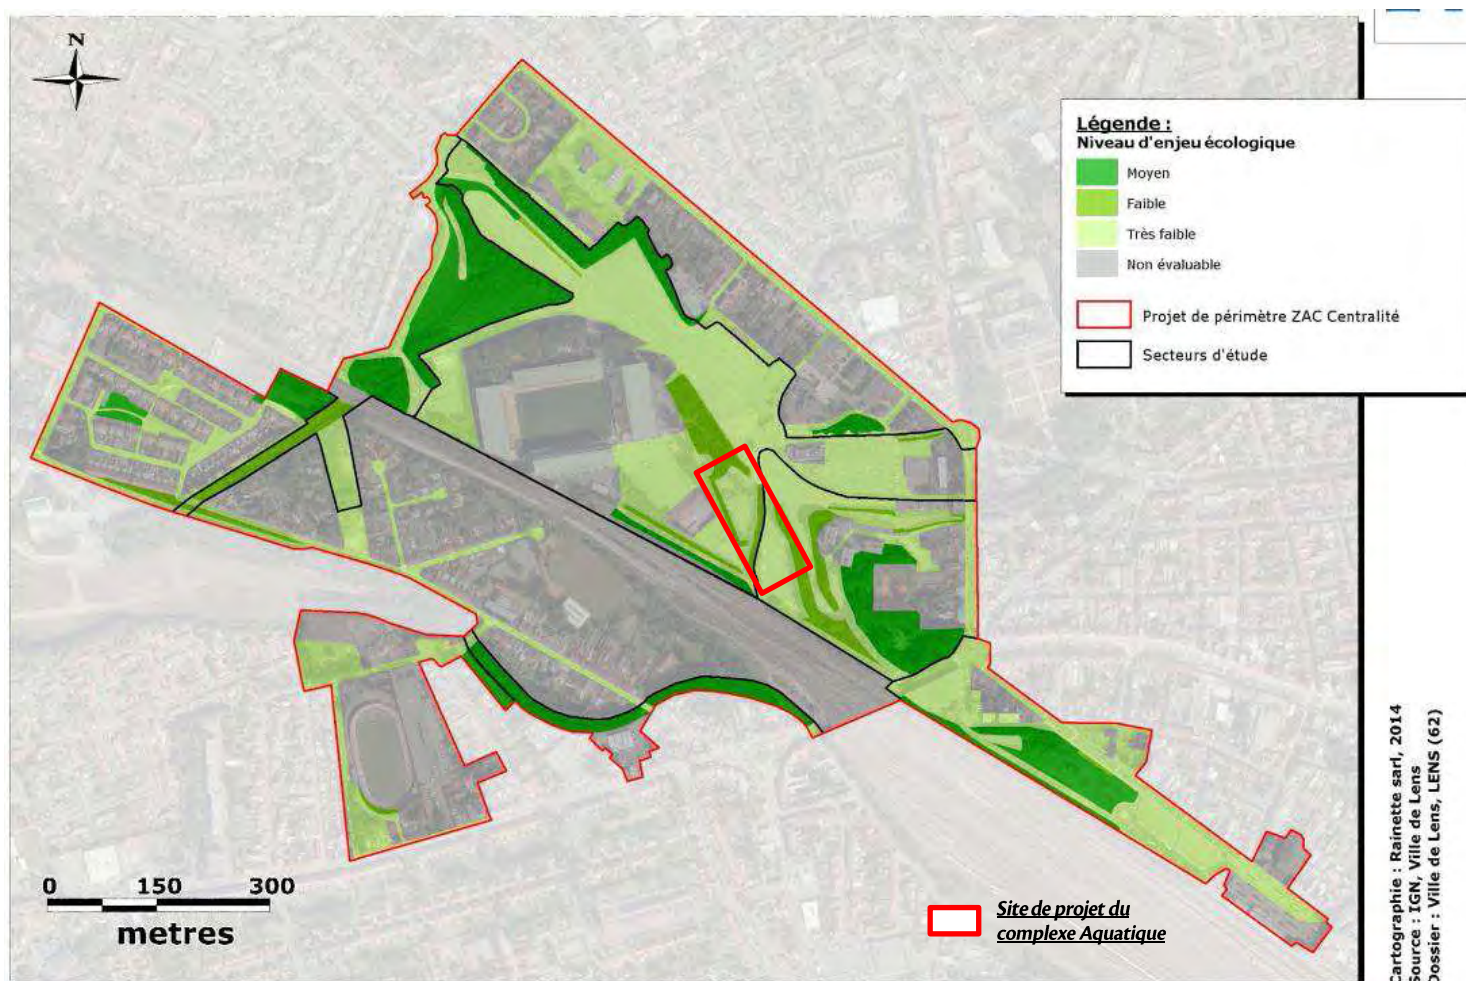 N
Légende :
Niveau d'enjeu écologique
Moyen
Faible
Très faible
Non évaluable
Projet de périmètre ZAC Centralité
Secteurs d'étude
0 150 300
metres
Site de projet du
complexe Aquatique
Cartographie : Rainette sarl, 2014
Source : IGN, Ville de Lens
Dossier : Ville de Lens, LENS (62)